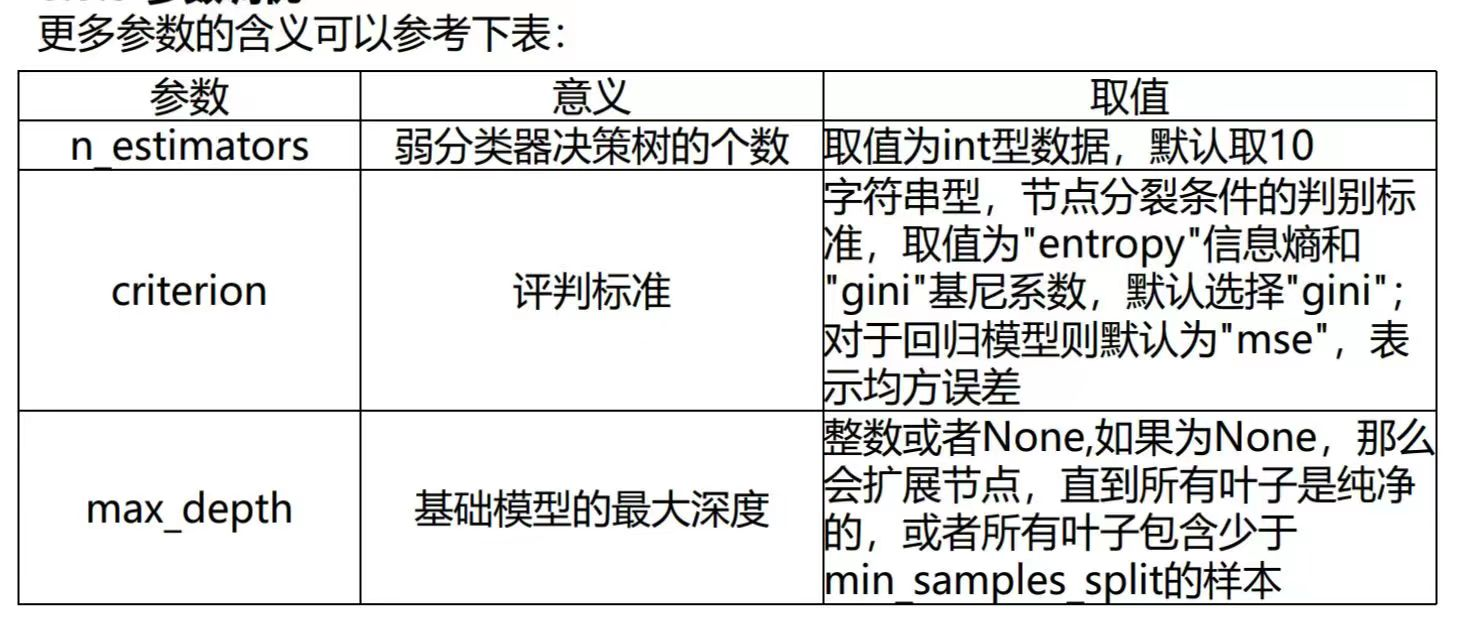 更多参数的含义可以参考下表：
参数 意义 取值
n_estimators 弱分类器决策树的个数 取值为int型数据，默认取10
criterion 评判标准
字符串型，节点分裂条件的判别标
准，取值为"entropy"信息熵和
"gini"基尼系数，默认选择"gini"；
对于回归模型则默认为"mse"，表
示均方误差
max_depth 基础模型的最大深度
整数或者None,如果为None，那么
会扩展节点，直到所有叶子是纯净
的，或者所有叶子包含少于
min_samples_split的样本